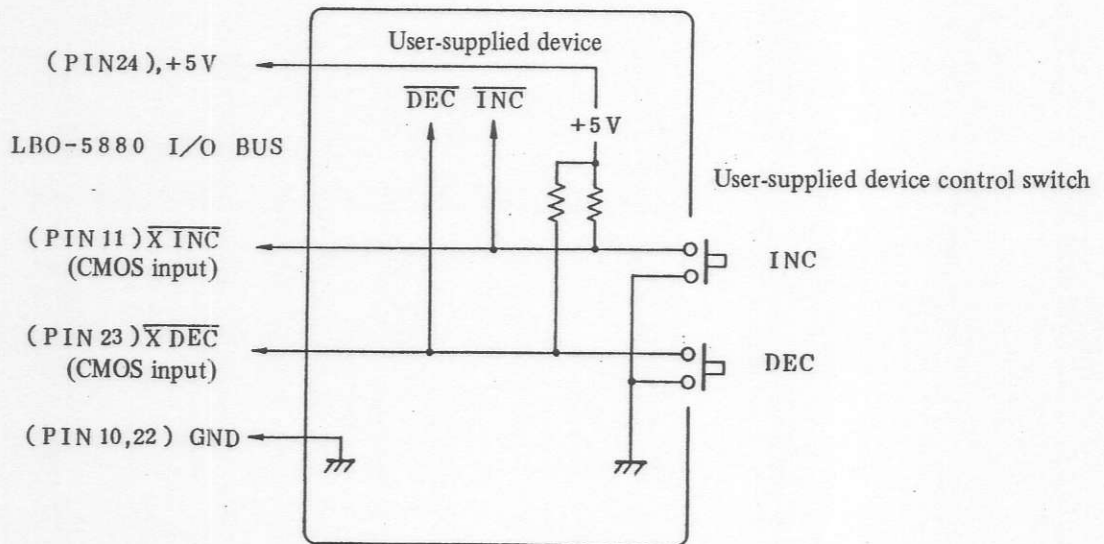 User-supplied device
(PIN24),+5V
DEC INC
+5V
LBO-5880 I/O BUS
User-supplied device control switch
(PIN 11) X INC
(CMOS input)
INC
(PIN 23) X DEC
(CMOS input)
DEC
(PIN 10,22) GND